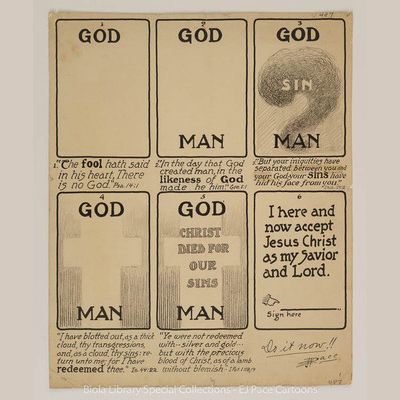 487
1
GOD
1. "The fool hath said
in his heart, There
is no God." Psa. 14:1
2
GOD
MAN
2. "In the day that God
created man, in the
likeness of God
made he him." Gen. 5:1
3
GOD
SIN
MAN
3. "But your iniquities have
separated between you and
your God your sins have
hid his face from you."
4
GOD
MAN
"I have blotted out, as a thick
cloud, thy transgressions,
and, as a cloud, thy sins: re-
turn unto me; for I have
redeemed thee." Is. 44:22
5
GOD
CHRIST
DIED FOR
OUR
SINS
MAN
"Ye were not redeemed
with... silver and gold...
but with the precious
blood of Christ, as of a lamb
without blemish.
6
I here and
now accept
Jesus Christ
as my Savior
and Lord.
Sign here
Do it now!!
EJPace
487
Biola Library Special Collections - EJ Pace Cartoons